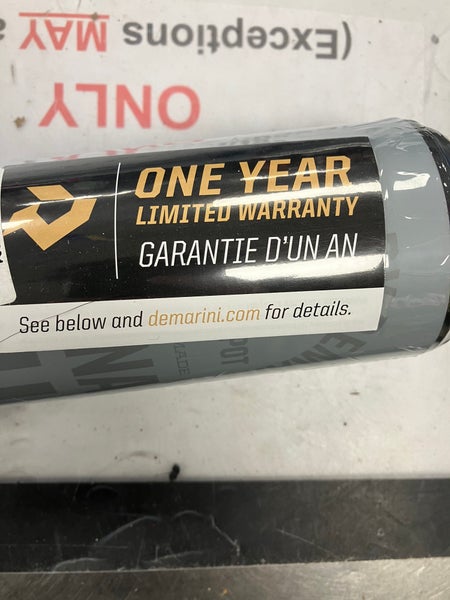 (Exceptions MAY
ONLY
ONE YEAR
LIMITED WARRANTY
GARANTIE D'UN AN
See below and demarini.com for details.